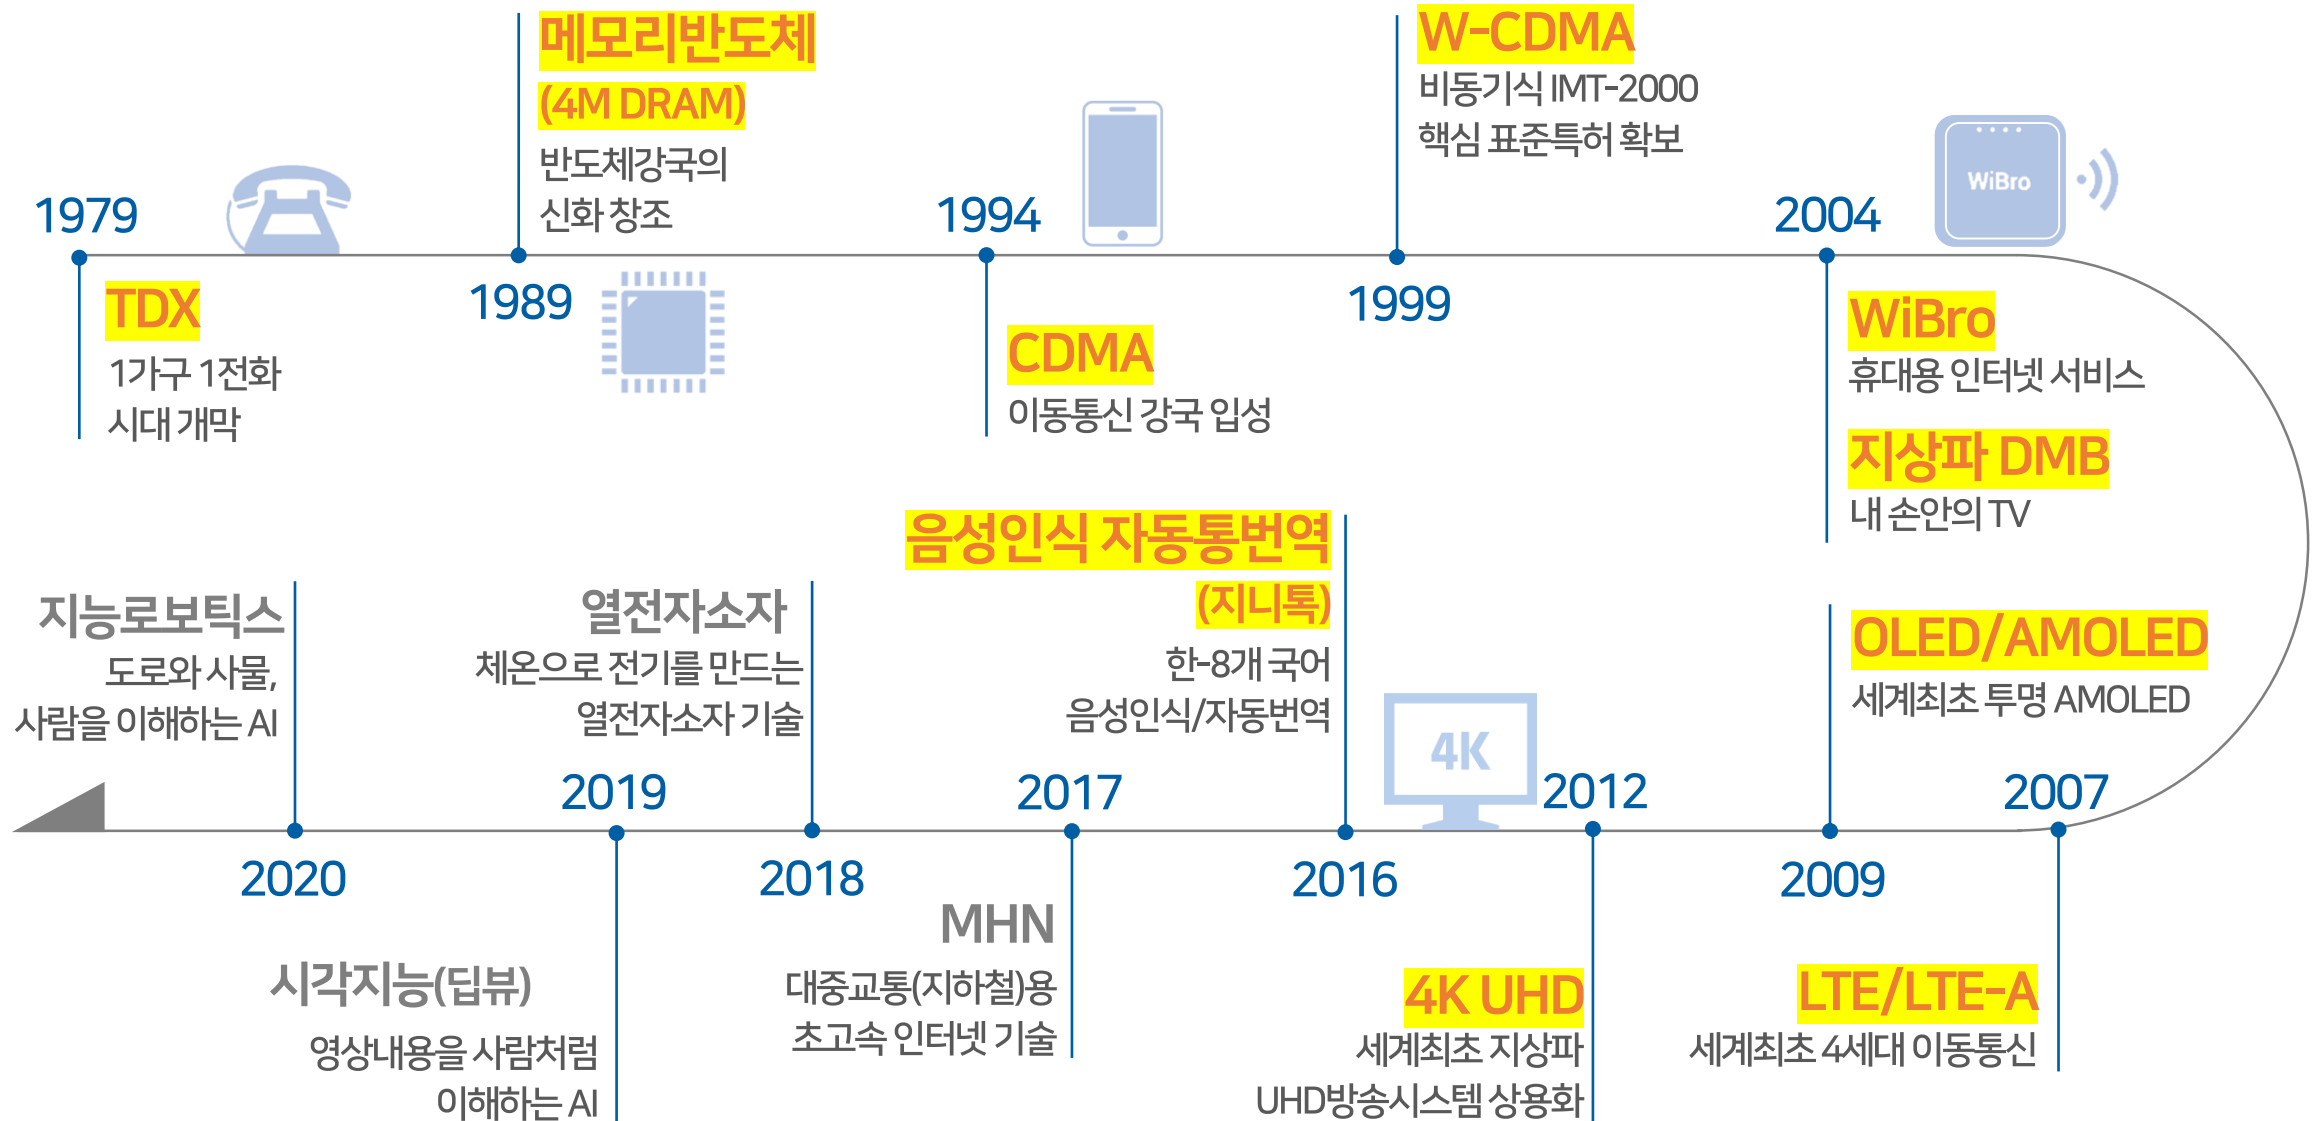 1979
TDX
1가구 1전화
시대 개막
메모리반도체
(4M DRAM)
반도체강국의
신화 창조
1989
1994
CDMA
이동통신 강국 입성
W-CDMA
비동기식 IMT-2000
핵심 표준특허 확보
1999
2004
WiBro
WiBro
휴대용 인터넷 서비스
지상파 DMB
내 손안의 TV
2007
LTE/LTE-A
세계최초 4세대 이동통신
OLED/AMOLED
세계최초 투명 AMOLED
2009
2012
4K UHD
세계최초 지상파
UHD방송시스템 상용화
4K
음성인식 자동통번역
(지니톡)
한-8개 국어
음성인식/자동번역
2016
2017
MHN
대중교통(지하철)용
초고속 인터넷 기술
열전자소자
체온으로 전기를 만드는
열전자소자 기술
2018
2019
시각지능(딥뷰)
영상내용을 사람처럼
이해하는 AI
지능로보틱스
도로와 사물,
사람을 이해하는 AI
2020